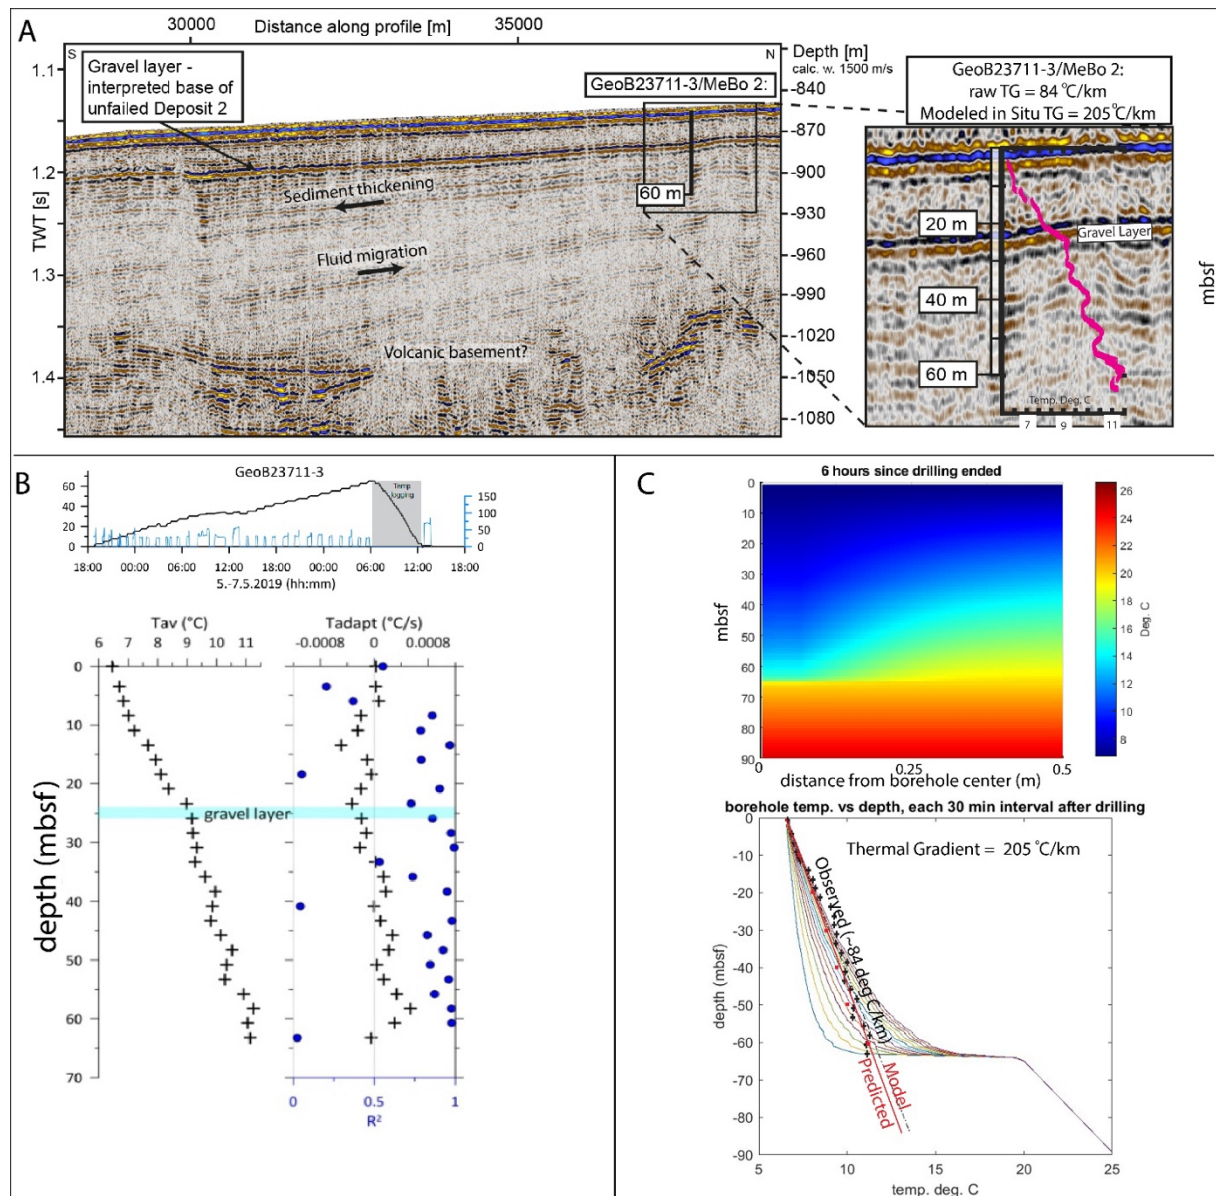 A
30000
Distance along profile [m]
35000
S
N
1.1
1.2
1.3
1.4
TWT [s]
Gravel layer -
interpreted base of
unfailed Deposit 2
GeoB23711-3/MeBo 2:
60 m
Sediment thickening
Fluid migration
Volcanic basement?
Depth [m]
calc. w. 1500 m/s
-840
-870
-900
-930
-960
-990
-1020
-1050
-1080
GeoB23711-3/MeBo 2:
raw TG = 84 °C/km
Modeled in Situ TG = 205°C/km
20 m
Gravel Layer
40 m
60 m
Temp. Deg. C
7 9 11
mbsf
B
GeoB23711-3
Temp
logging
60
40
20
0
150
100
50
0
18:00 00:00 06:00 12:00 18:00 00:00 06:00 12:00 18:00
5.-7.5.2019 (hh:mm)
Tav (°C)
6 7 8 9 10 11
Tadapt (°C/s)
-0.0008 0 0.0008
0
10
20
30
40
50
60
70
depth (mbsf)
gravel layer
0 0.5 1
R²
C
6 hours since drilling ended
0
10
20
30
40
50
60
70
80
90
mbsf
0 0.25 0.5
distance from borehole center (m)
26
24
22
20
18
16
14
12
10
8
Deg. C
borehole temp. vs depth, each 30 min interval after drilling
Thermal Gradient = 205 °C/km
Observed (~84 deg C/km)
Model
Predicted
0
-10
-20
-30
-40
-50
-60
-70
-80
-90
depth (mbsf)
5 10 15 20 25
temp. deg. C